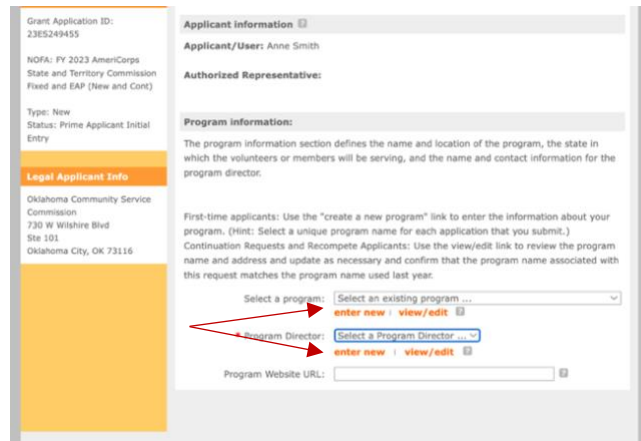 Grant Application ID:
23ES249455
NOFA: FY 2023 AmeriCorps
State and Territory Commission
Fixed and EAP (New and Cont)
Type: New
Status: Prime Applicant Initial
Entry
Legal Applicant Info
Oklahoma Community Service
Commission
730 W Wilshire Blvd
Ste 101
Oklahoma City, OK 73116
Applicant information ?
Applicant/User: Anne Smith
Authorized Representative:
Program information:
The program information section defines the name and location of the program, the state in
which the volunteers or members will be serving, and the name and contact information for the
program director.
First-time applicants: Use the "create a new program" link to enter the information about your
program. (Hint: Select a unique program name for each application that you submit.)
Continuation Requests and Recompete Applicants: Use the view/edit link to review the program
name and address and update as necessary and confirm that the program name associated with
this request matches the program name used last year.
Select a program: Select an existing program ...
enter new | view/edit ?
* Program Director: Select a Program Director ...
enter new | view/edit ?
Program Website URL: ?